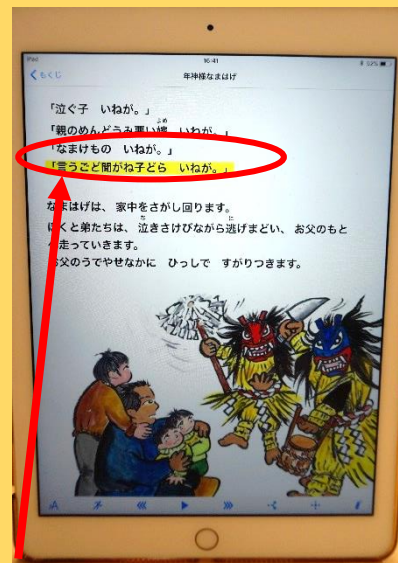 iPad 16:41 52%
もくじ 年神様なまはげ
「泣ぐ子 いねが。」
「親のめんどうみ悪い嫁 いねが。」
「なまけもの いねが。」
「言うごど聞がね子どら いねが。」
なまはげは、家中をさがし回ります。
ぼくと弟たちは、泣きさけびながら逃げまどい、お父のもと
へ走っていきます。
お父のうでやせなかに ひっしで すがりつきます。